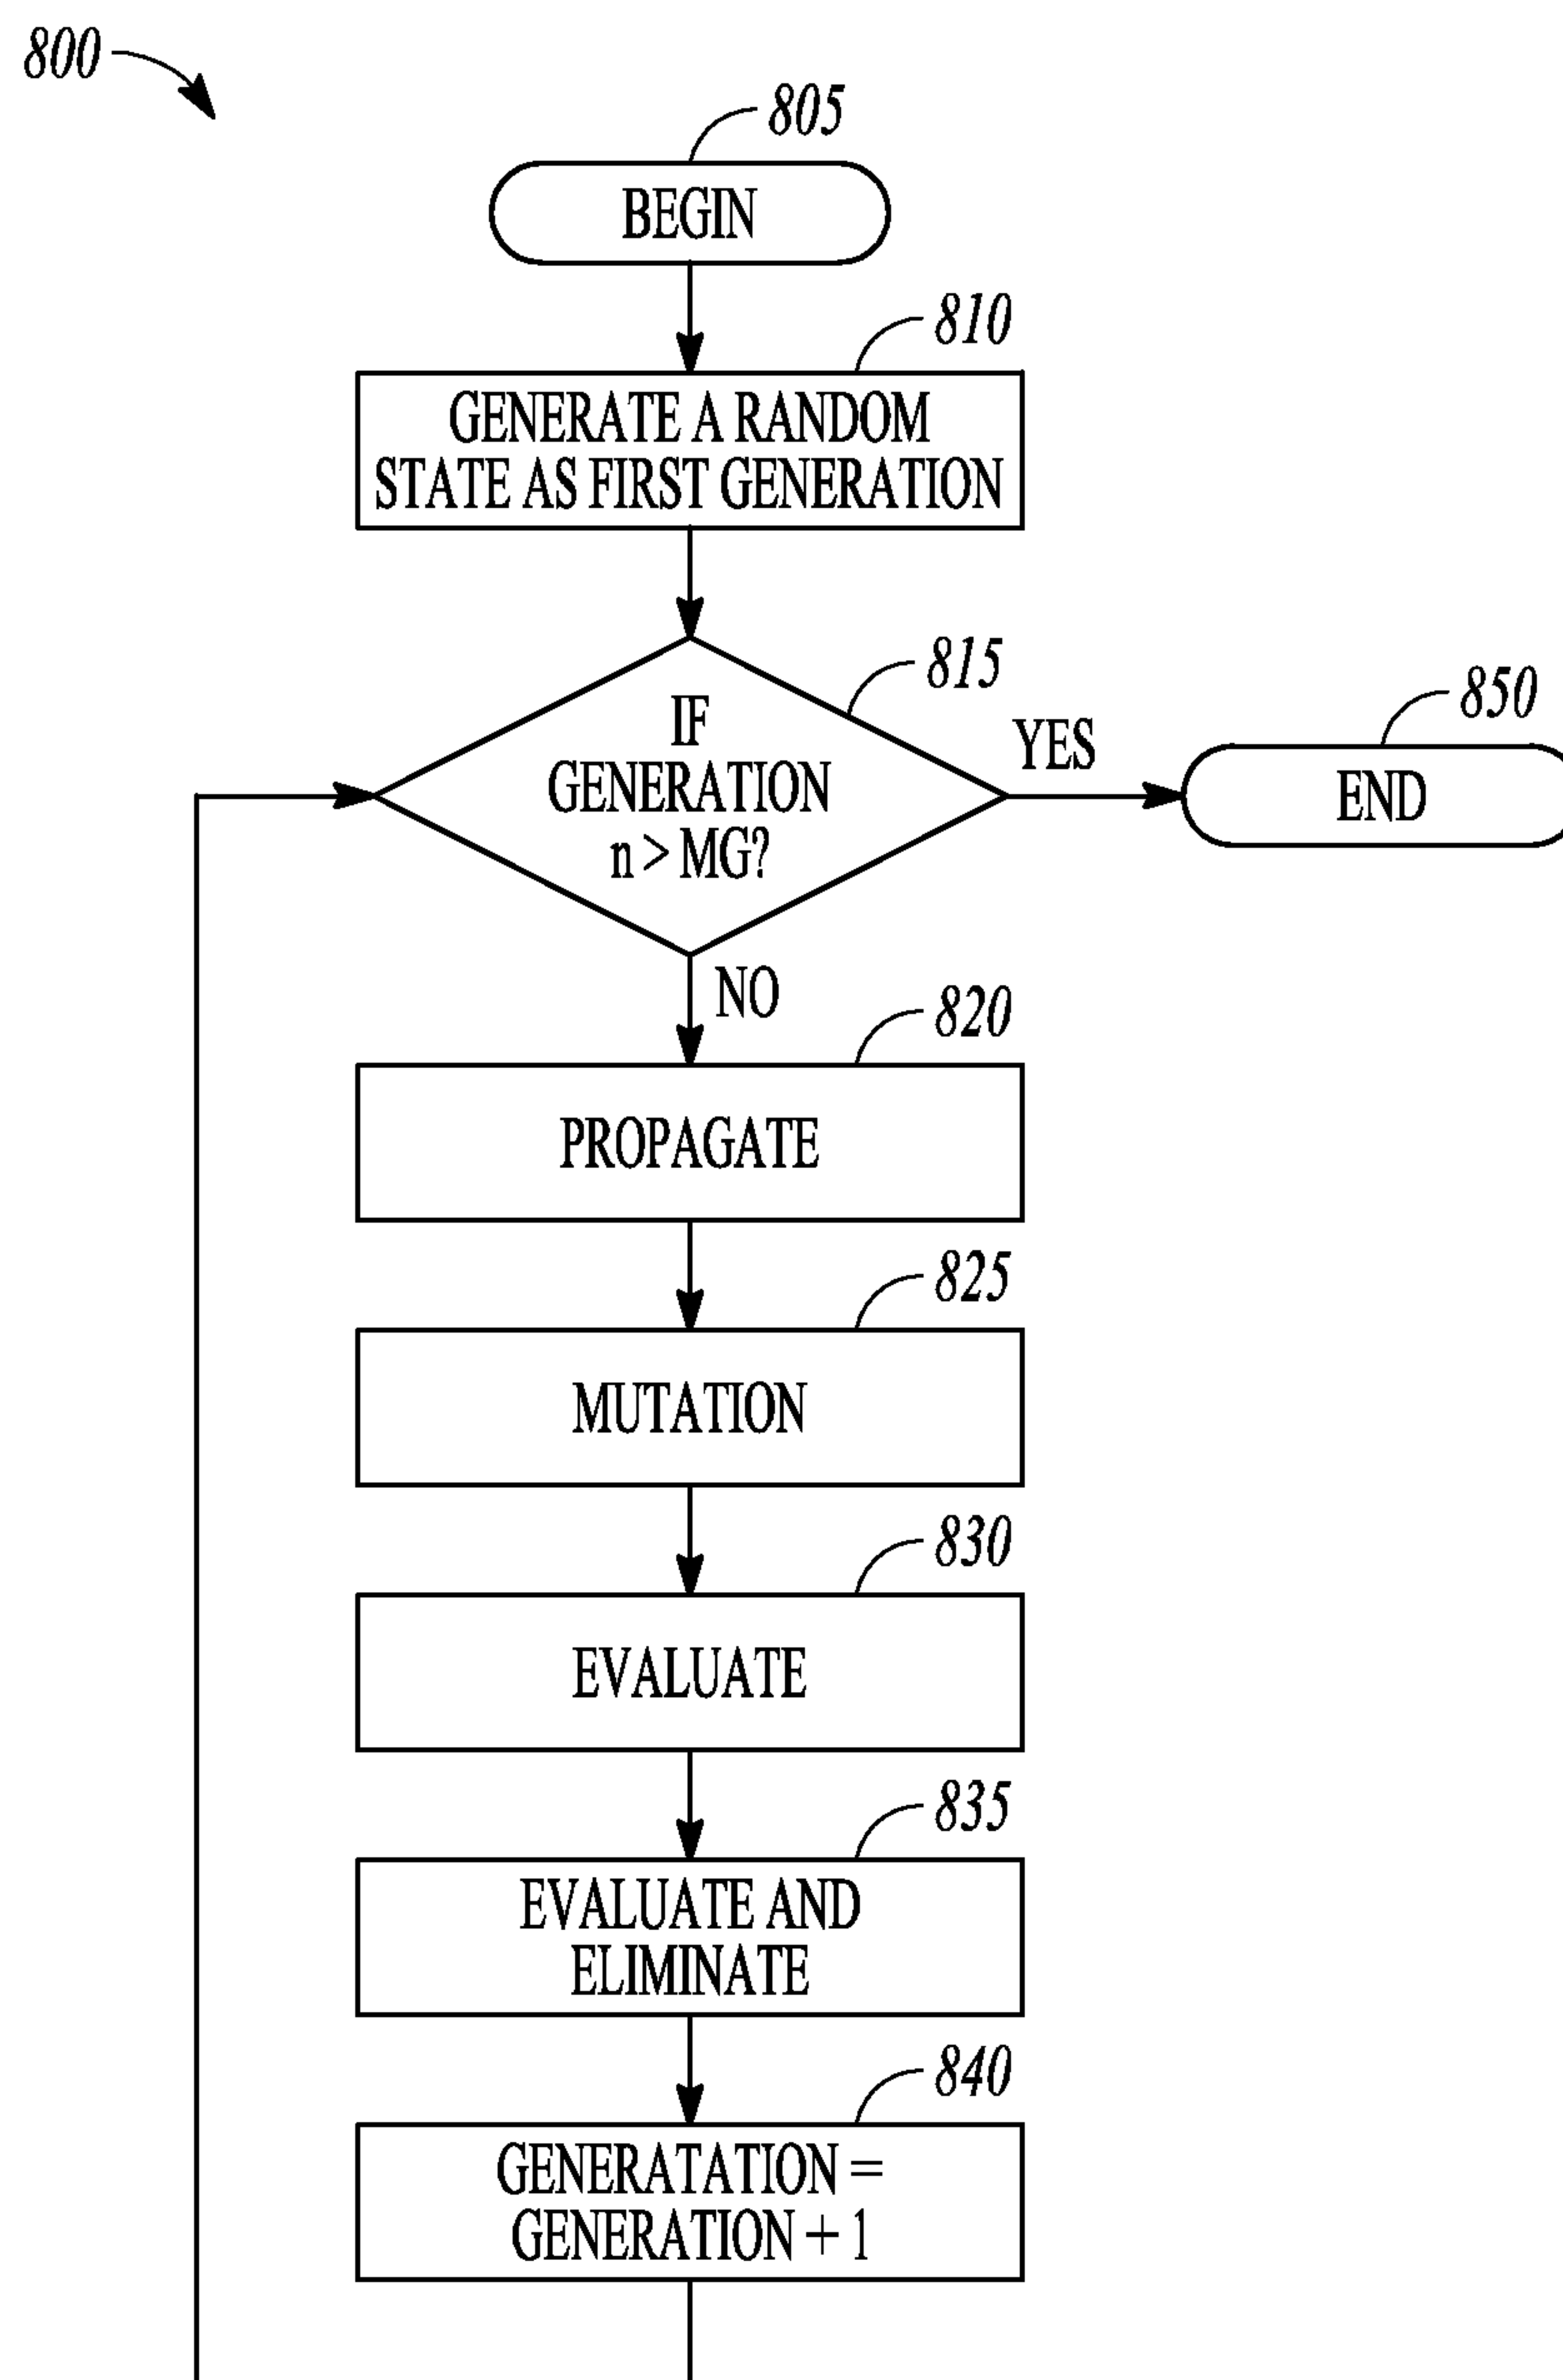 800
805
BEGIN
810
GENERATE A RANDOM
STATE AS FIRST GENERATION
815
IF
GENERATION
n > MG?
YES
850
END
NO
820
PROPAGATE
825
MUTATION
830
EVALUATE
835
EVALUATE AND
ELIMINATE
840
GENERATATION =
GENERATION + 1